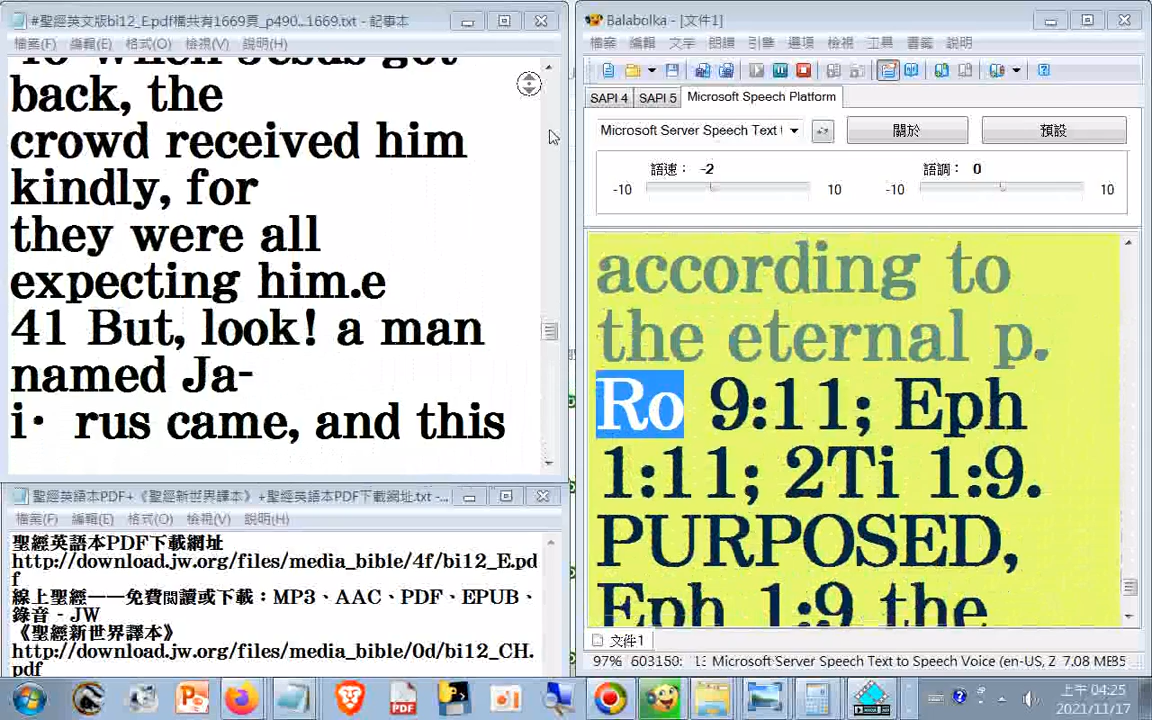 #聖經英文版bi12_E.pdf檔共有1669頁_p490...1669.txt - 記事本
檔案(F) 編輯(E) 格式(O) 檢視(V) 說明(H)
40 When Jesus got
back, the
crowd received him
kindly, for
they were all
expecting him.e
41 But, look! a man
named Ja-
i· rus came, and this
聖經英語本PDF+《聖經新世界譯本》+聖經英語本PDF下載網址.txt -...
檔案(F) 編輯(E) 格式(O) 檢視(V) 說明(H)
聖經英語本PDF下載網址
http://download.jw.org/files/media_bible/4f/bi12_E.pd
f
線上聖經——免費閱讀或下載：MP3、AAC、PDF、EPUB、
錄音 - JW
《聖經新世界譯本》
http://download.jw.org/files/media_bible/0d/bi12_CH.
pdf
Balabolka - [文件1]
檔案 編輯 文字 朗讀 引擎 選項 檢視 工具 書籤 說明
SAPI 4 SAPI 5 Microsoft Speech Platform
Microsoft Server Speech Text 關於 預設
語速： -2 語調： 0
-10 10 -10 10
according to
the eternal p.
Ro 9:11; Eph
1:11; 2Ti 1:9.
PURPOSED,
Eph 1:9 the
文件1
97% 603150: Microsoft Server Speech Text to Speech Voice (en-US, Z 7.08 MB
上午 04:25
2021/11/17